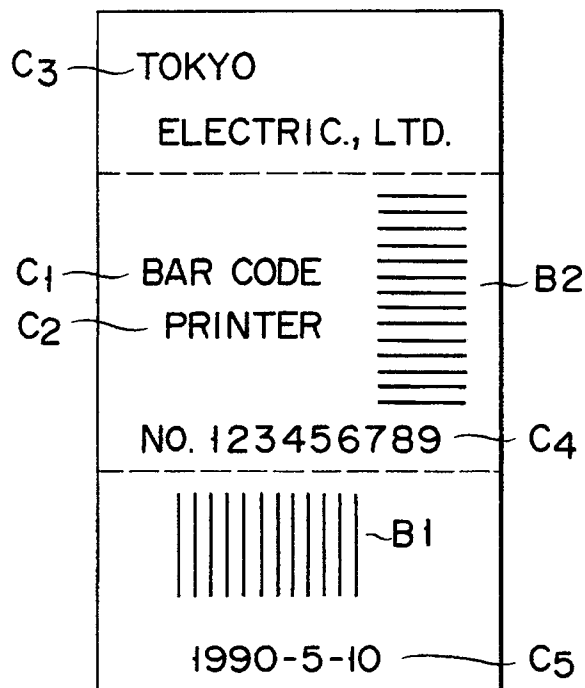 C3 TOKYO
ELECTRIC., LTD.
C1 BAR CODE
B2
C2 PRINTER
NO. 123456789 C4
B1
1990-5-10 C5